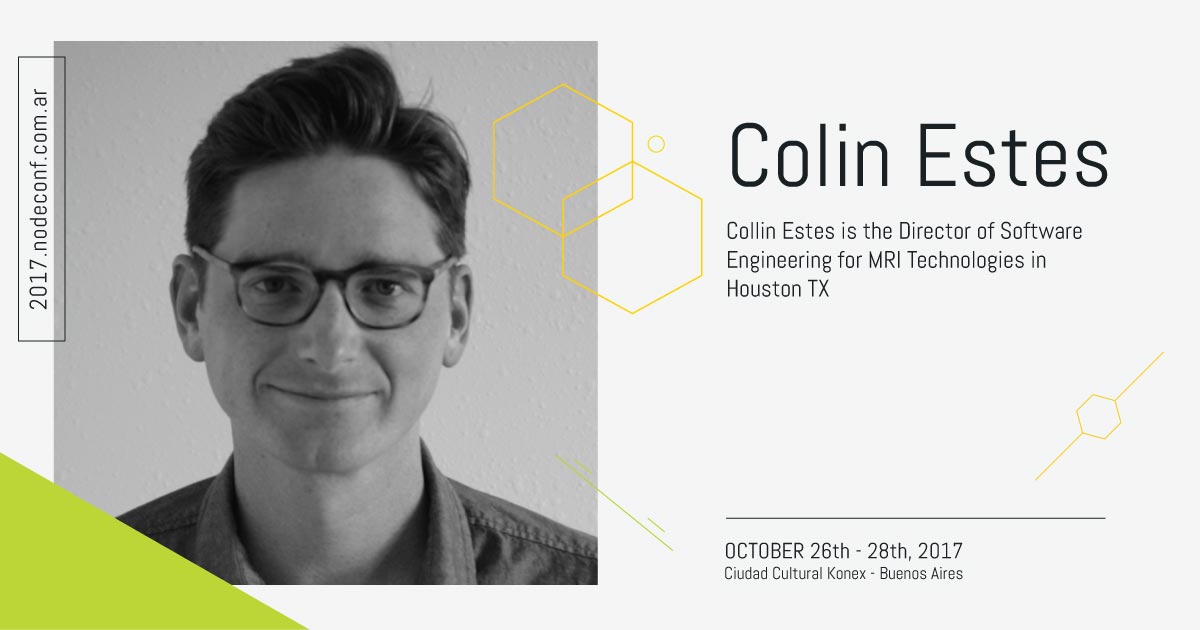 2017.nodeconf.com.ar
Colin Estes
Collin Estes is the Director of Software
Engineering for MRI Technologies in
Houston TX
OCTOBER 26th - 28th, 2017
Ciudad Cultural Konex - Buenos Aires